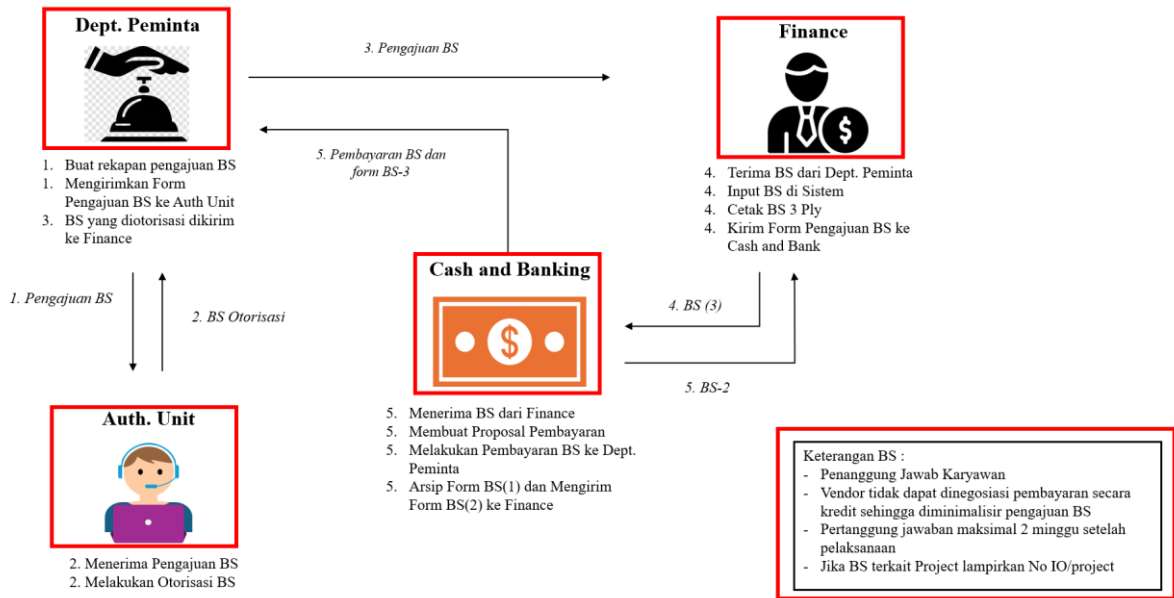 Dept. Peminta
1. Buat rekapan pengajuan BS
1. Mengirimkan Form
Pengajuan BS ke Auth Unit
3. BS yang diotorisasi dikirim
ke Finance
3. Pengajuan BS
5. Pembayaran BS dan
form BS-3
Finance
$
4. Terima BS dari Dept. Peminta
4. Input BS di Sistem
4. Cetak BS 3 Ply
4. Kirim Form Pengajuan BS ke
Cash and Bank
1. Pengajuan BS
2. BS Otorisasi
Cash and Banking
$
4. BS (3)
5. BS-2
5. Menerima BS dari Finance
5. Membuat Proposal Pembayaran
5. Melakukan Pembayaran BS ke Dept.
Peminta
5. Arsip Form BS(1) dan Mengirim
Form BS(2) ke Finance
Auth. Unit
2. Menerima Pengajuan BS
2. Melakukan Otorisasi BS
Keterangan BS :
- Penanggung Jawab Karyawan
- Vendor tidak dapat dinegosiasi pembayaran secara
kredit sehingga diminimalisir pengajuan BS
- Pertanggung jawaban maksimal 2 minggu setelah
pelaksanaan
- Jika BS terkait Project lampirkan No IO/project